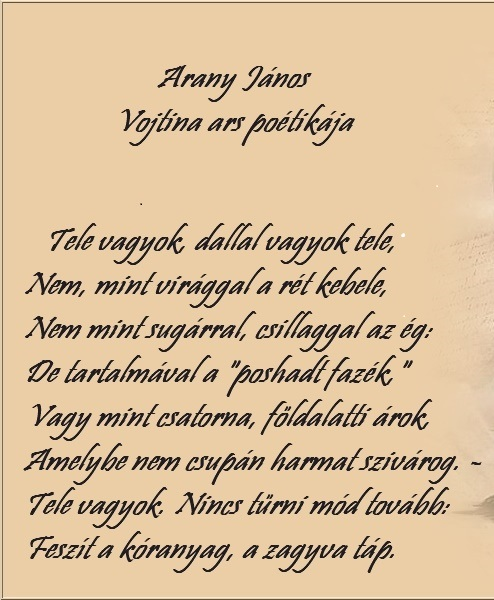 Arany János
Vojtina ars poétikája
Tele vagyok, dallal vagyok tele,
Nem, mint virággal a rét kebele,
Nem mint sugárral, csillaggal az ég:
De tartalmával a "poshadt fazék,"
Vagy mint csatorna, földalatti árok,
Amelybe nem csupán harmat szivárog. -
Tele vagyok. Nincs tűrni mód tovább:
Feszít a kóranyag, a zagyva táp.